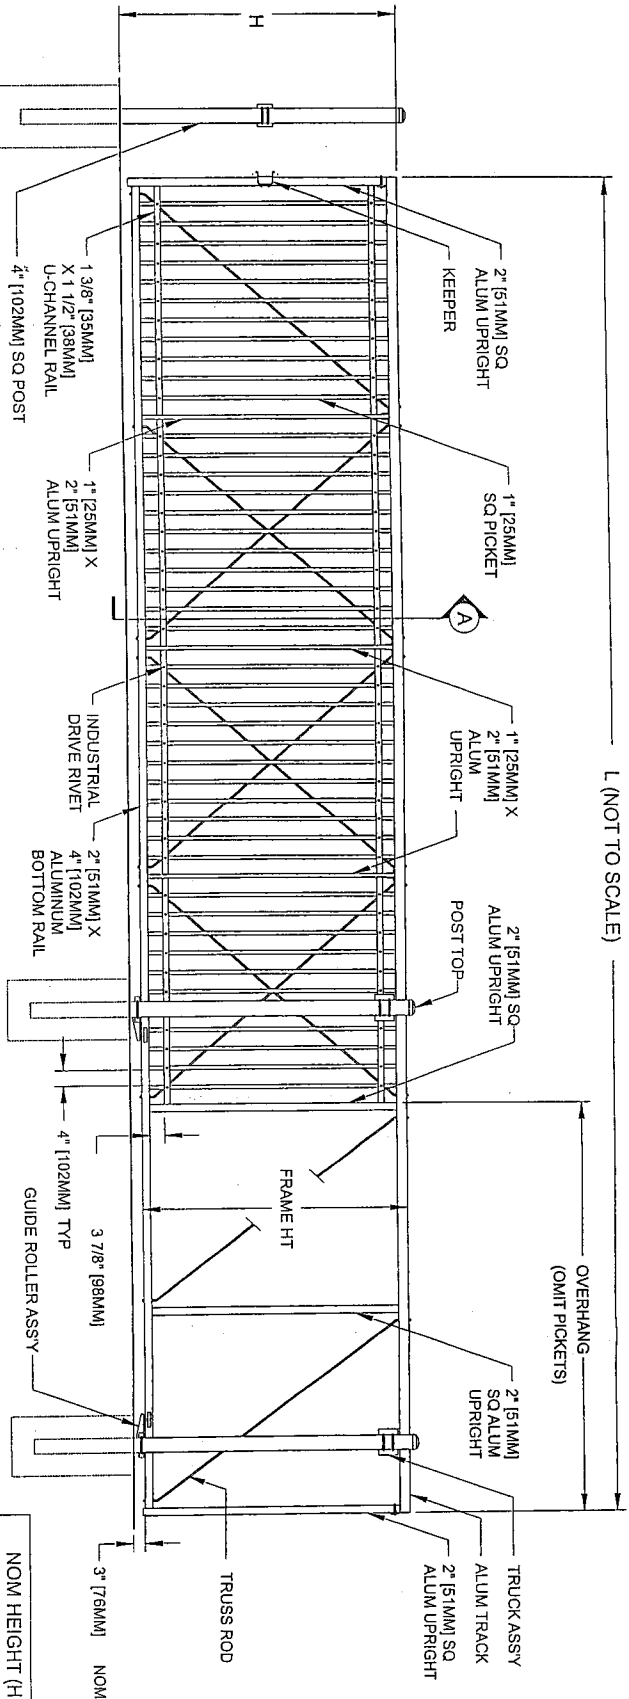 L (NOT TO SCALE)
OVERHANG
(OMIT PICKETS)
H
2" [51MM] SQ
ALUM UPRIGHT
KEEPER
1" [25MM]
SQ PICKET
A
1" [25MM] X
2" [51MM]
ALUM
UPRIGHT
2" [51MM] SQ
ALUM UPRIGHT
POST TOP
2" [51MM]
SQ ALUM
UPRIGHT
TRUCK ASS'Y
ALUM TRACK
2" [51MM] SQ
ALUM UPRIGHT
FRAME HT
TRUSS ROD
1 3/8" [35MM]
X 1 1/2" [38MM]
U-CHANNEL RAIL
4" [102MM] SQ POST
1" [25MM] X
2" [51MM]
ALUM UPRIGHT
INDUSTRIAL
DRIVE RIVET
2" [51MM] X
4" [102MM]
ALUMINUM
BOTTOM RAIL
4" [102MM] TYP
3 7/8" [98MM]
GUIDE ROLLER ASS'Y
3" [76MM] NOM
NOM HEIGHT (H